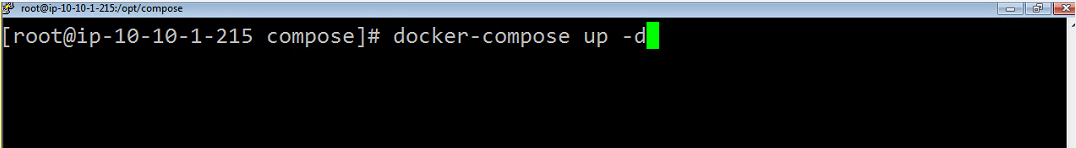 root@ip-10-10-1-215:/opt/compose
[root@ip-10-10-1-215 compose]# docker-compose up -d